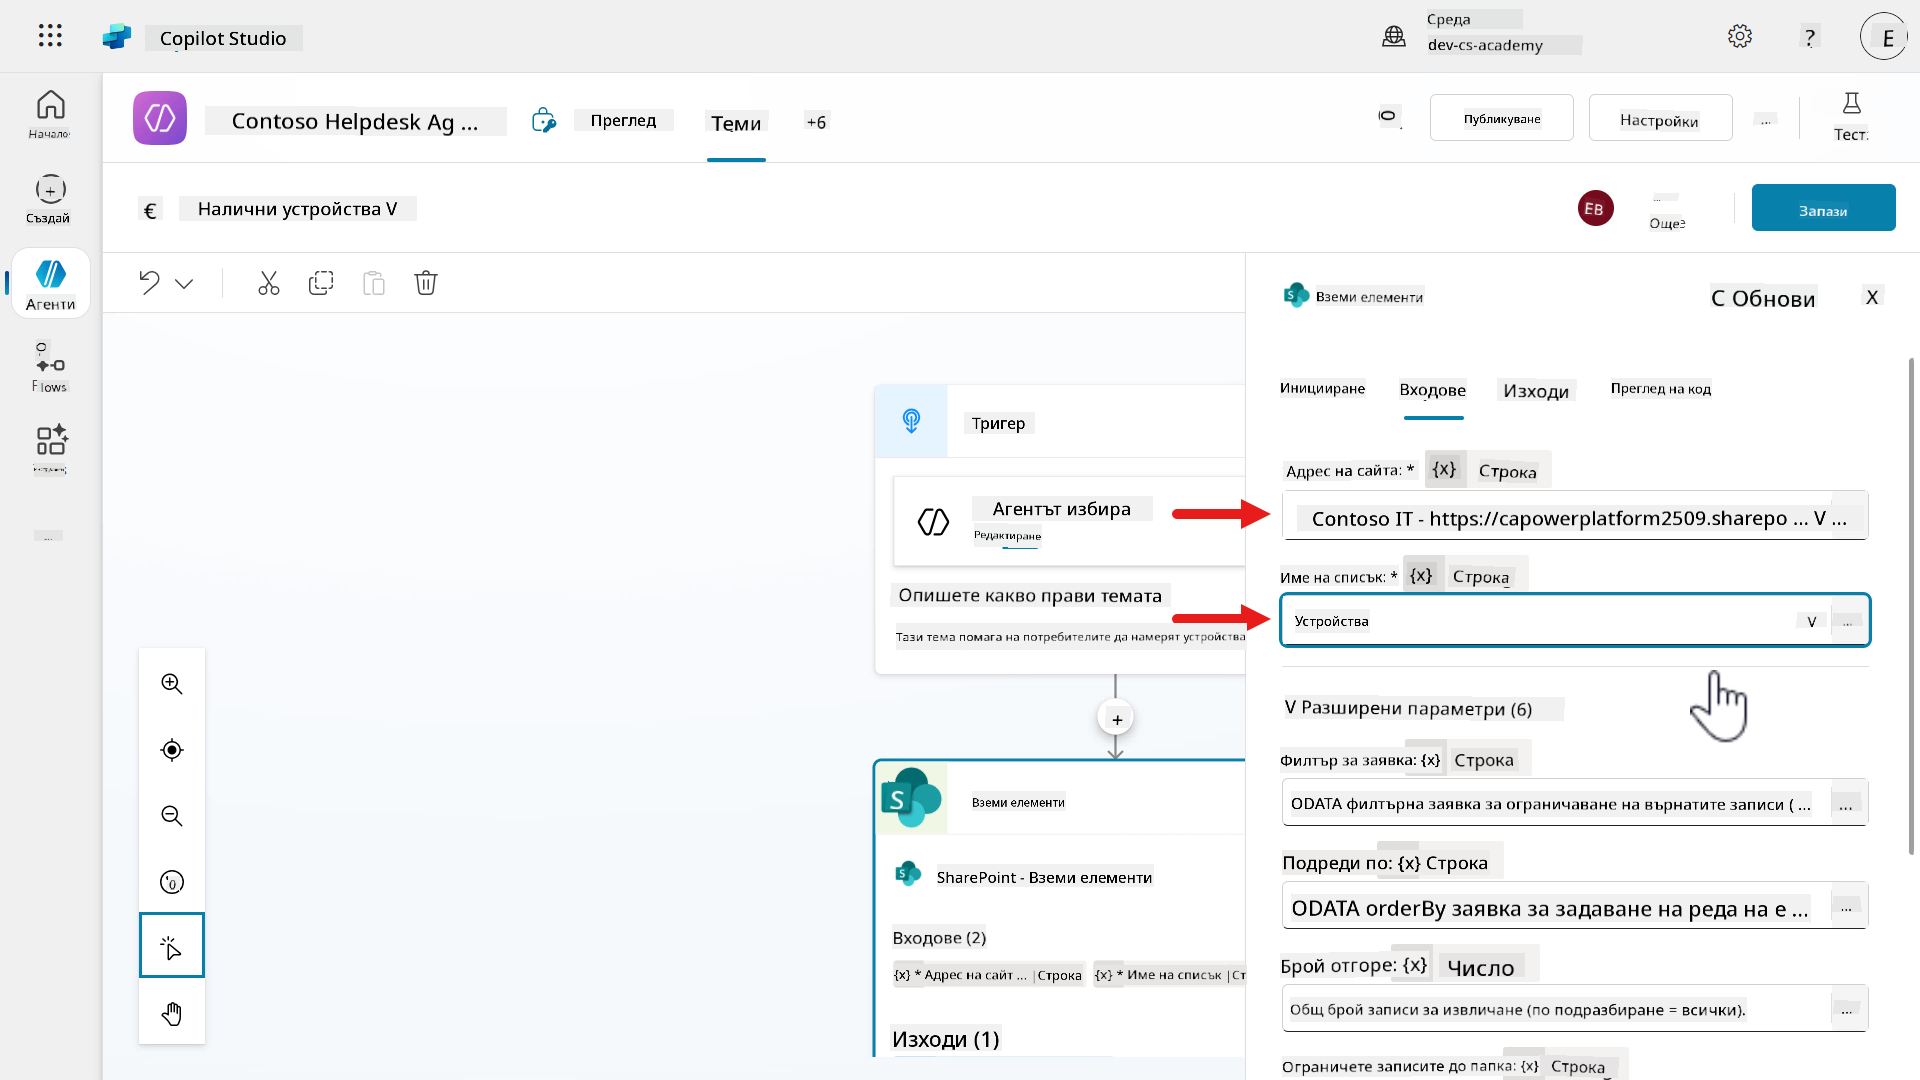 Copilot Studio
Среда
dev-cs-academy
?
E
Начало
Създай
Агенти
Flows
Contoso Helpdesk Ag ...
Преглед
Теми
+6
Публикуване
Настройки
...
Тест
€
Налични устройства V
EB
Още
Запази
Вземи елементи
С Обнови
X
Иницииране
Входове
Изходи
Преглед на код
Тригер
Агентът избира
Редактиране
Опишете какво прави темата
Тази тема помага на потребителите да намерят устройства
+
Вземи елементи
SharePoint - Вземи елементи
Входове (2)
{x} * Адрес на сайт ... |Строка
{x} * Име на списък |Ст
Изходи (1)
Адрес на сайта: * {x} Строка
Contoso IT - https://capowerplatform2509.sharepo ... V ...
Име на списък: * {x} Строка
Устройства V ...
V Разширени параметри (6)
Филтър за заявка: {x} Строка
ODATA филтърна заявка за ограничаване на върнатите записи ( ... ...
Подреди по: {x} Строка
ODATA orderBy заявка за задаване на реда на е ... ...
Брой отгоре: {x} Число
Общ брой записи за извличане (по подразбиране = всички). ...
Ограничете записите до папка: {x} Строка